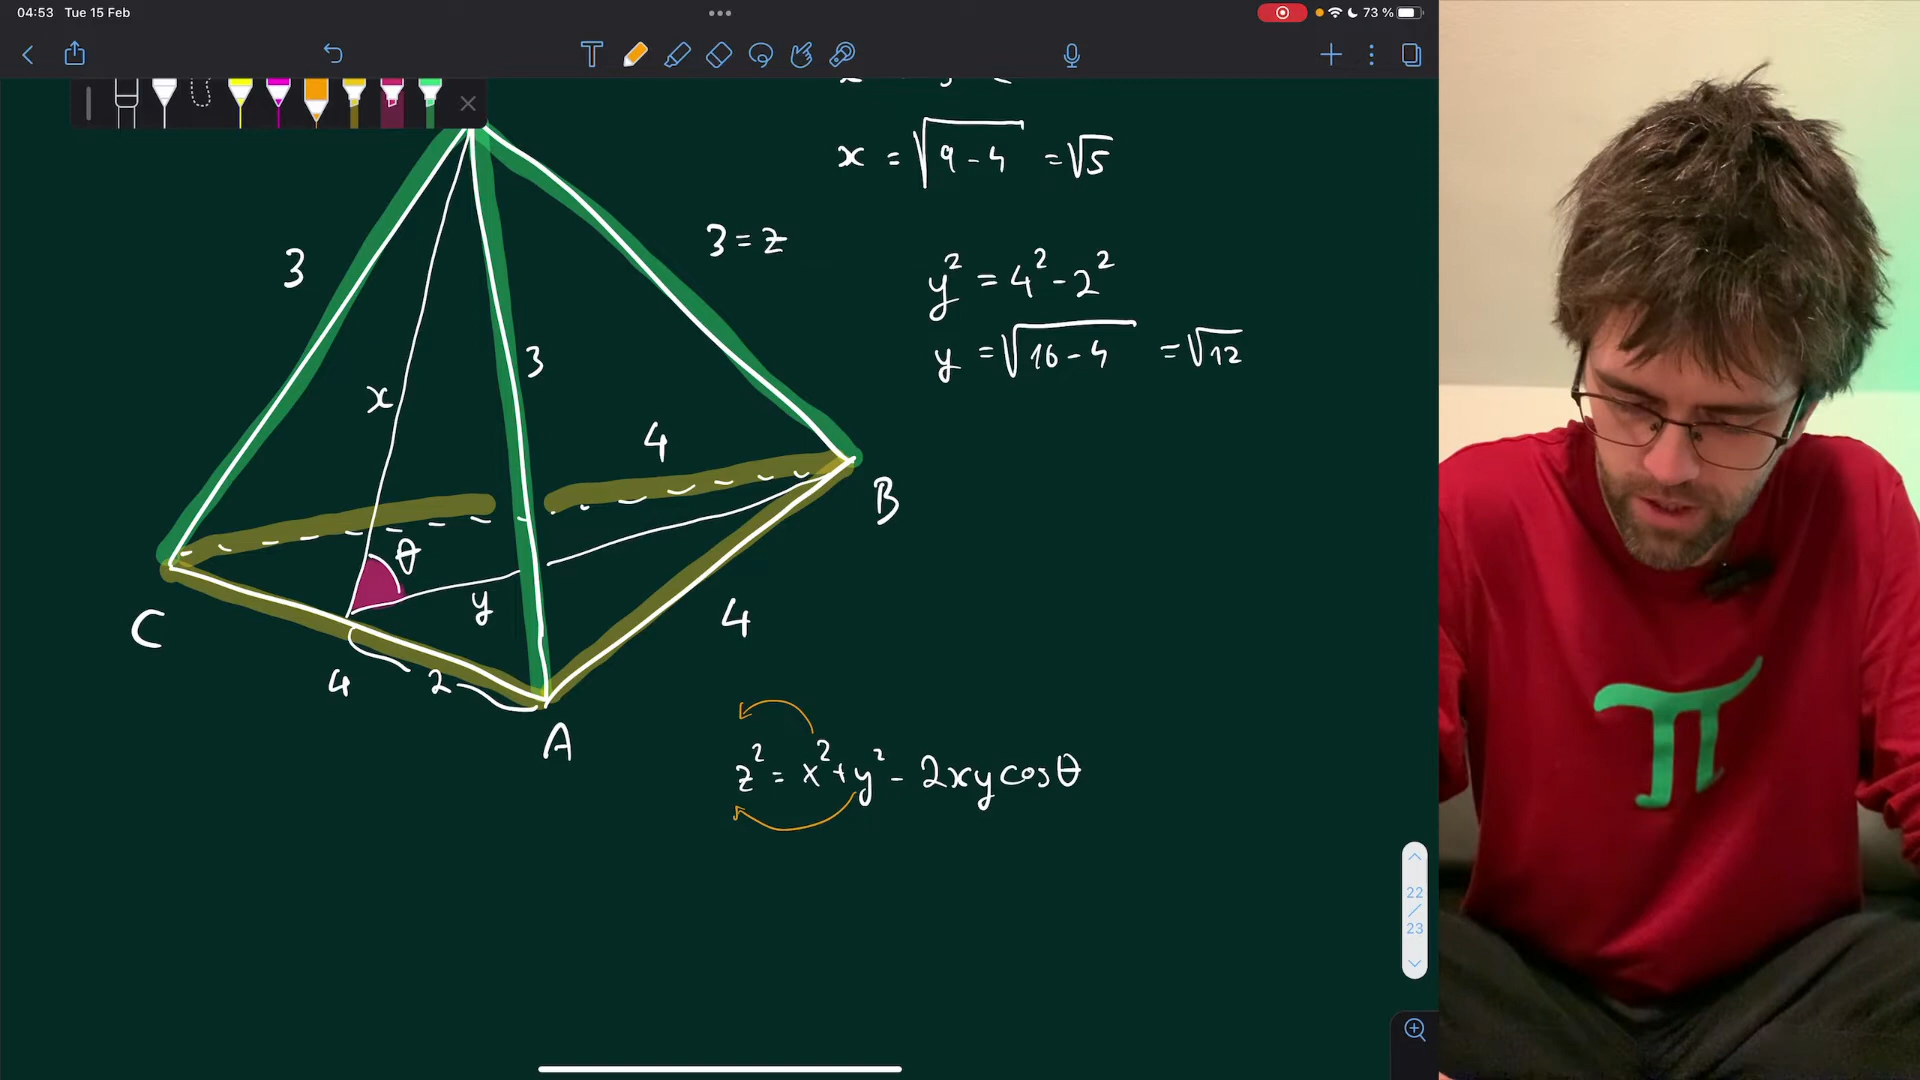 04:53 Tue 15 Feb
73 %
T
x = √9-4 = √5
3
3 = z
y² = 4² - 2²
3
y = √16-4 = √12
x
4
B
θ
y
C
4
4
2
A
z² = x² + y² - 2xy cos θ
π
22
/
23